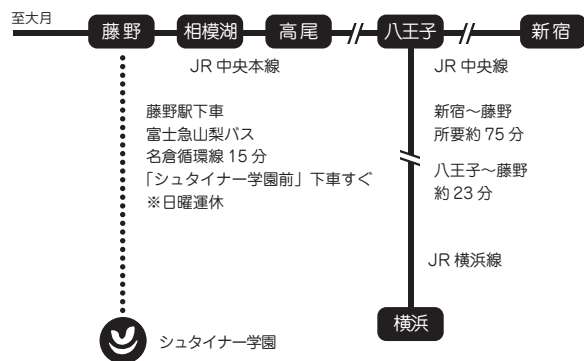 至大月
藤野 相模湖 高尾 八王子 新宿
JR 中央本線
JR 中央線
藤野駅下車
富士急山梨バス
名倉循環線 15 分
「シュタイナー学園前」下車すぐ
※日曜運休
新宿～藤野
所要約 75 分
八王子～藤野
約 23 分
JR 横浜線
横浜
シュタイナー学園